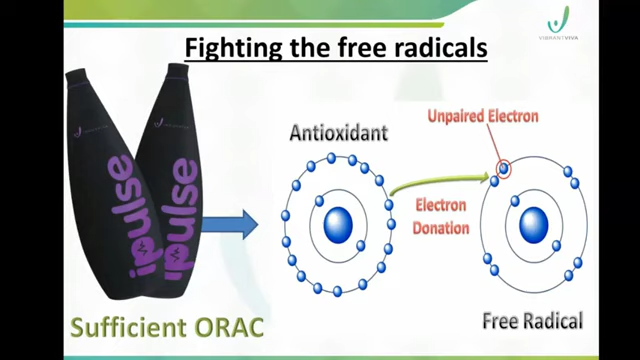 Fighting the free radicals
VIBRANTVIVA
ipulse
ipulse
Antioxidant
Unpaired Electron
Electron
Donation
Free Radical
Sufficient ORAC